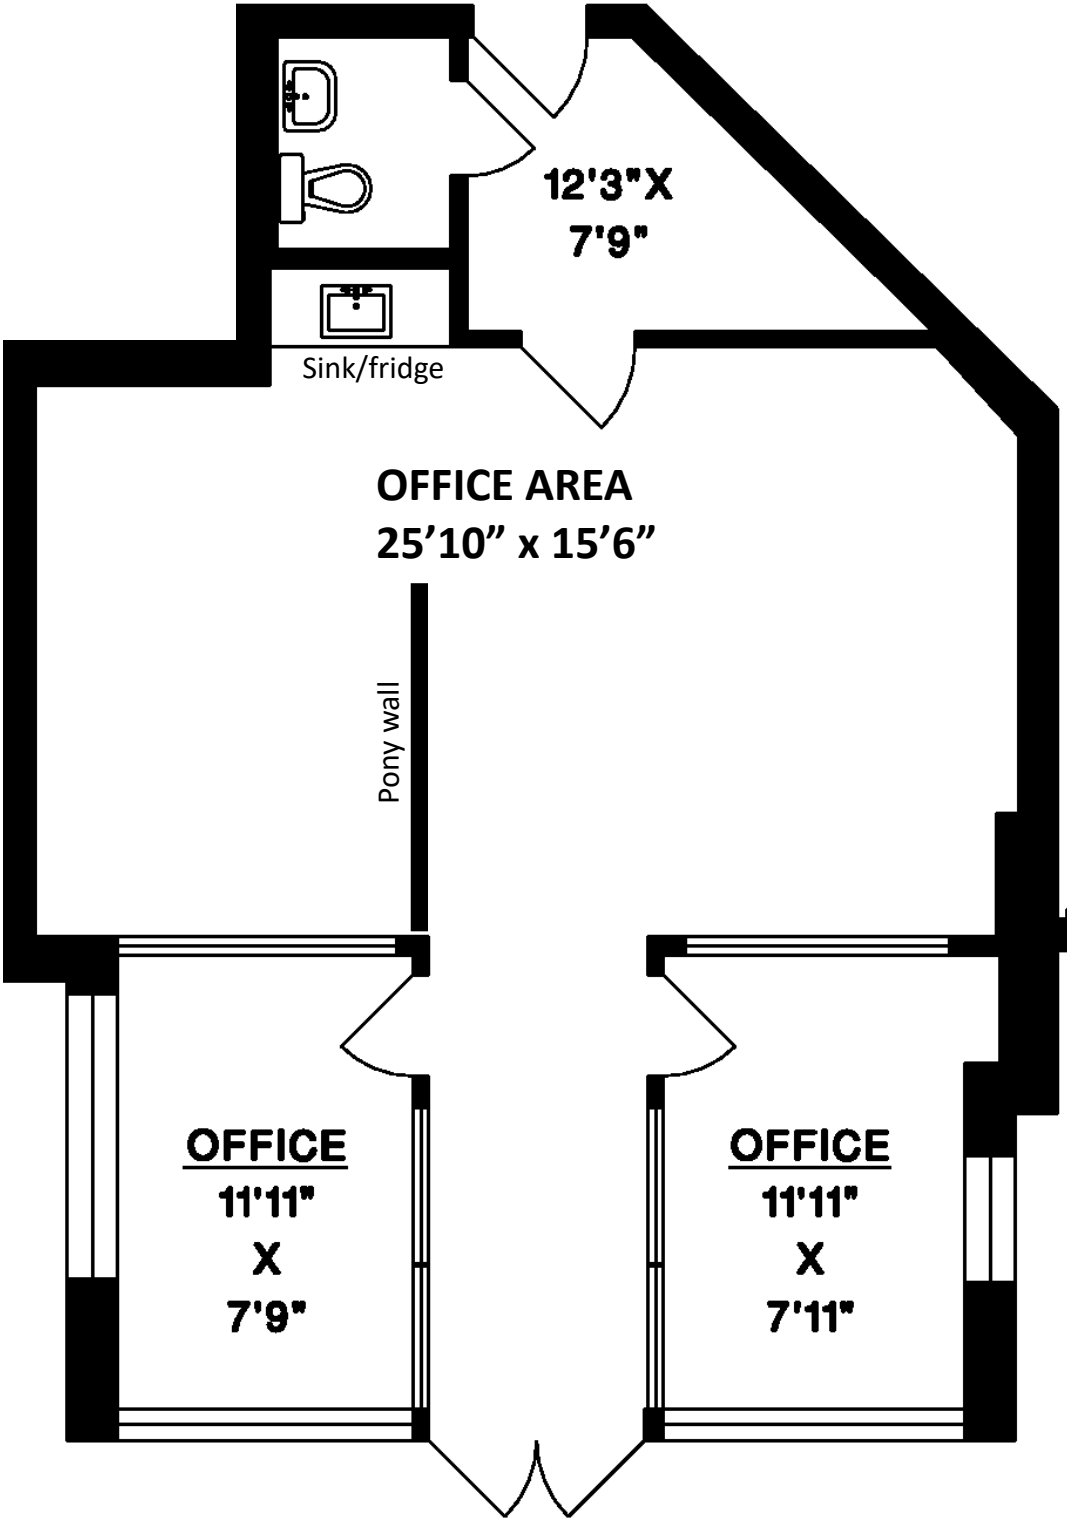 12'3"X
7'9"
Sink/fridge
OFFICE AREA
25’10” x 15’6”
Pony wall
OFFICE
11'11"
X
7'9"
OFFICE
11'11"
X
7'11"